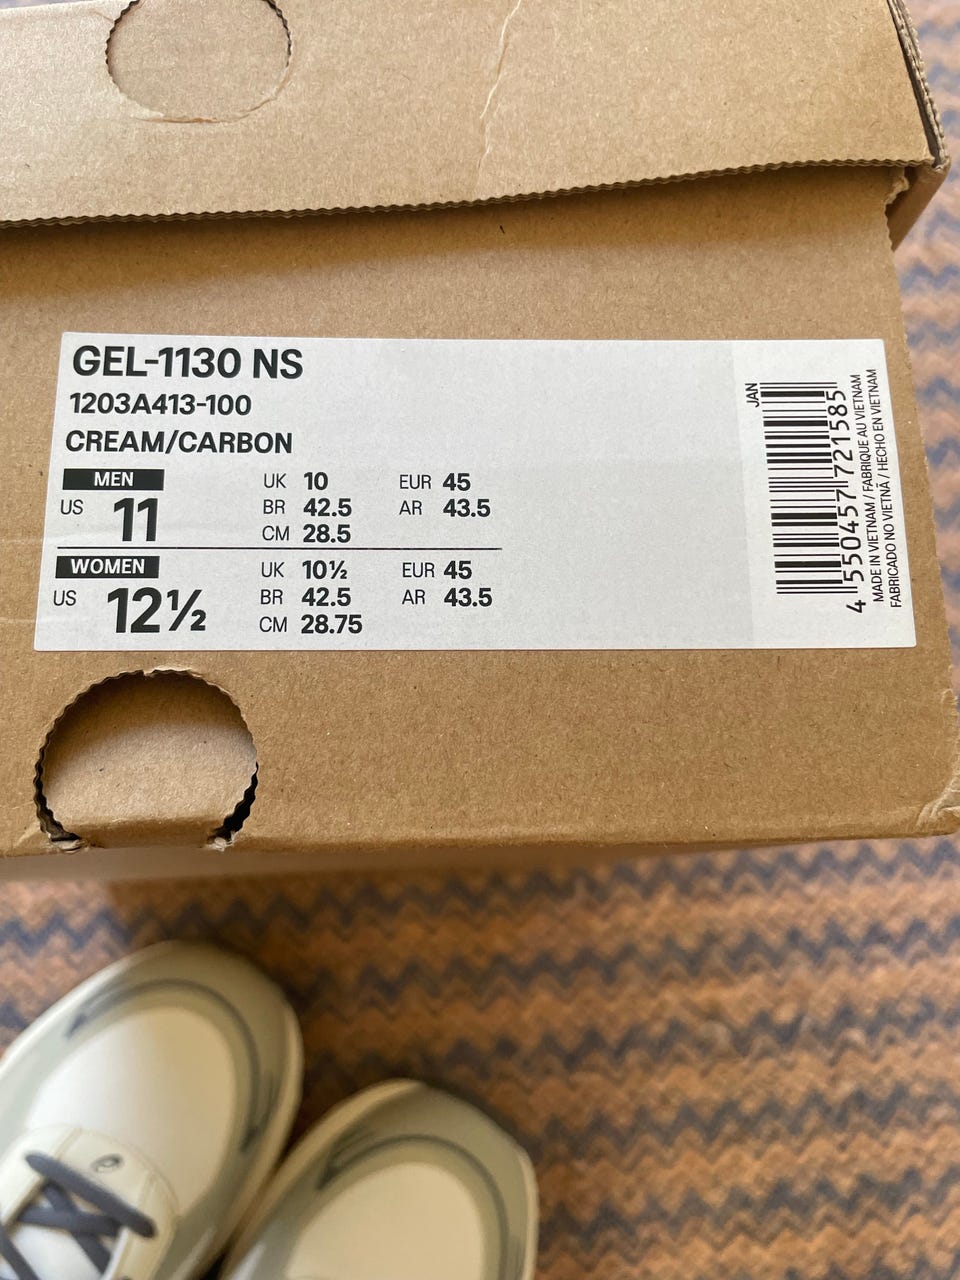 GEL-1130 NS
1203A413-100
CREAM/CARBON
MEN
US 11
UK 10 EUR 45
BR 42.5 AR 43.5
CM 28.5
WOMEN
US 12½
UK 10½ EUR 45
BR 42.5 AR 43.5
CM 28.75
JAN
4 550457 721585
MADE IN VIETNAM / FABRIQUE AU VIETNAM
FABRICADO NO VIETNÃ / HECHO EN VIETNAM
e